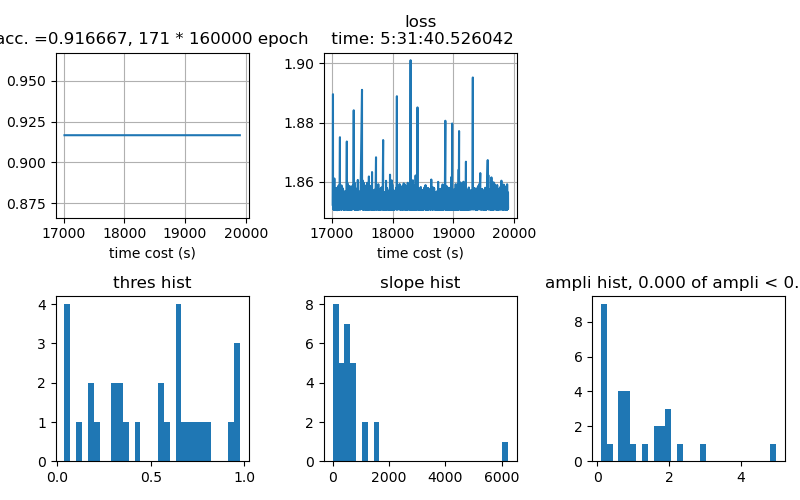 acc. =0.916667, 171 * 160000 epoch
loss
time: 5:31:40.526042
0.950
0.925
0.900
0.875
17000 18000 19000 20000
time cost (s)
1.90
1.88
1.86
17000 18000 19000 20000
time cost (s)
thres hist
4
3
2
1
0
0.0 0.5 1.0
slope hist
8
6
4
2
0
0 2000 4000 6000
ampli hist, 0.000 of ampli < 0.
8
6
4
2
0
0 2 4